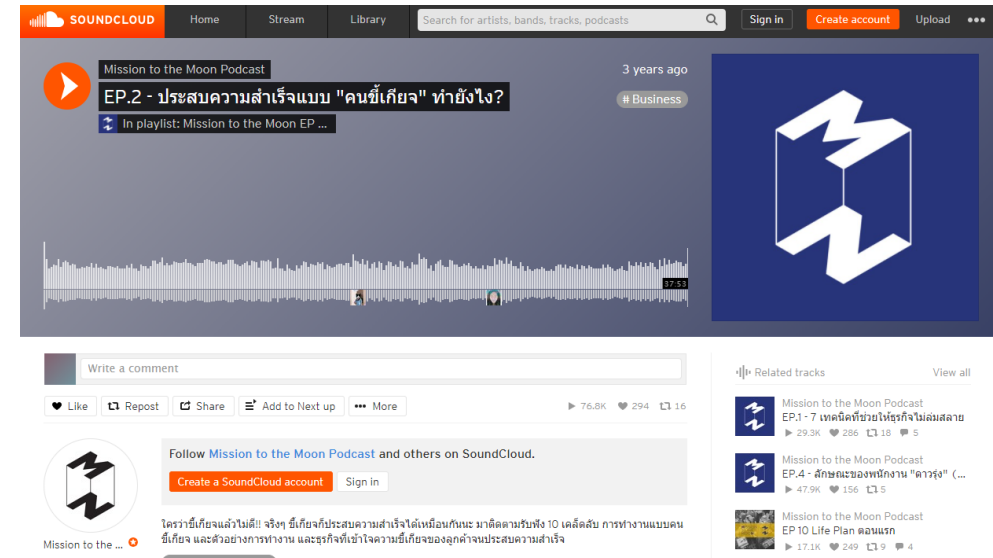 SOUNDCLOUD Home Stream Library Search for artists, bands, tracks, podcasts Sign in Create account Upload
Mission to the Moon Podcast 3 years ago
EP.2 - ประสบความสำเร็จแบบ "คนขี้เกียจ" ทำยังไง? # Business
In playlist: Mission to the Moon EP ...
37:53
Write a comment
Like Repost Share Add to Next up More 76.8K 294 16
Follow Mission to the Moon Podcast and others on SoundCloud.
Create a SoundCloud account Sign in
Mission to the ...
ใครว่าขี้เกียจแล้วไม่ดี!! จริงๆ ขี้เกียจก็ประสบความสำเร็จได้เหมือนกันนะ มาติดตามรับฟัง 10 เคล็ดลับ การทำงานแบบคน
ขี้เกียจ และตัวอย่างการทำงาน และธุรกิจที่เข้าใจความขี้เกียจของลูกค้าจนประสบความสำเร็จ
Related tracks View all
Mission to the Moon Podcast
EP.1 - 7 เทคนิคที่ช่วยให้ธุรกิจไม่ล่มสลาย
29.3K 286 18 5
Mission to the Moon Podcast
EP.4 - ลักษณะของพนักงาน "ดาวรุ่ง" (...
47.9K 156 5
Mission to the Moon Podcast
EP 10 Life Plan ตอนแรก
17.1K 249 9 4